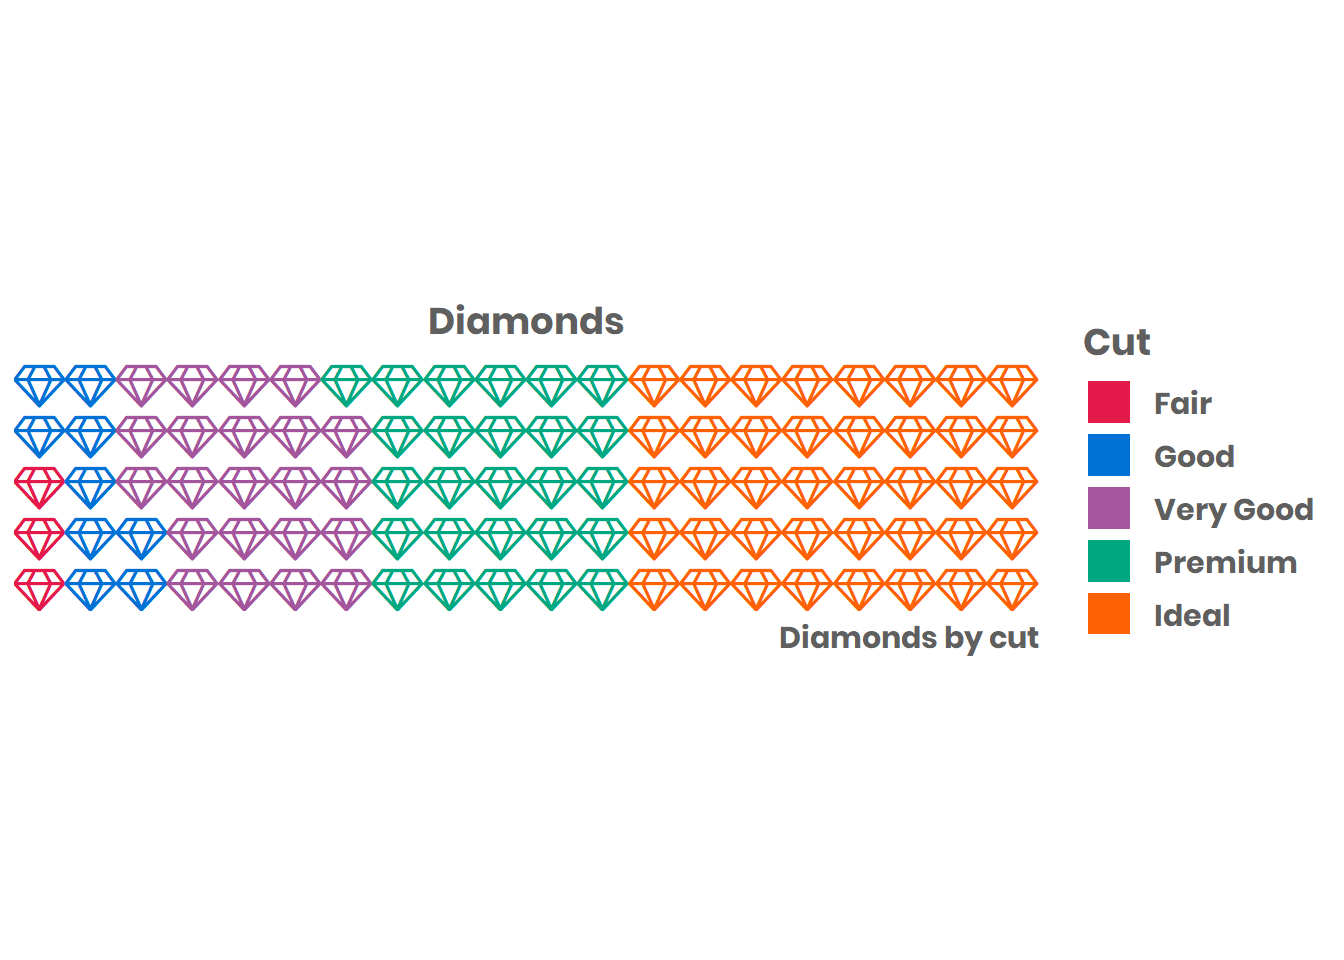 Diamonds
Diamonds by cut
Cut
Fair
Good
Very Good
Premium
Ideal